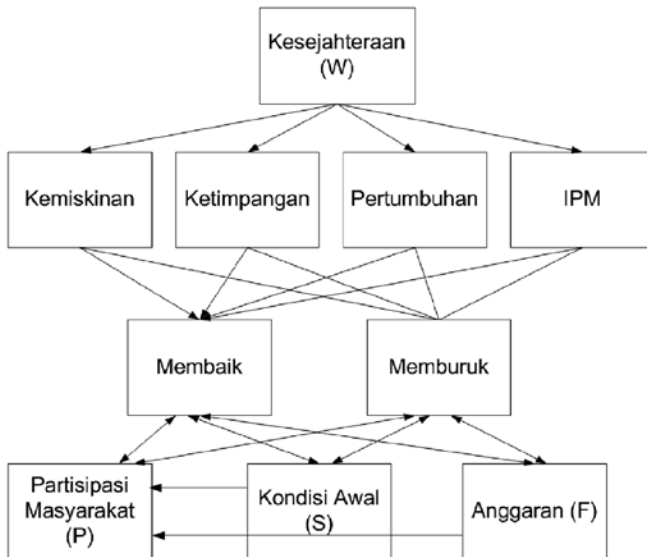 Kesejahteraan
(W)
Kemiskinan
Ketimpangan
Pertumbuhan
IPM
Membaik
Memburuk
Partisipasi
Masyarakat
(P)
Kondisi Awal
(S)
Anggaran (F)